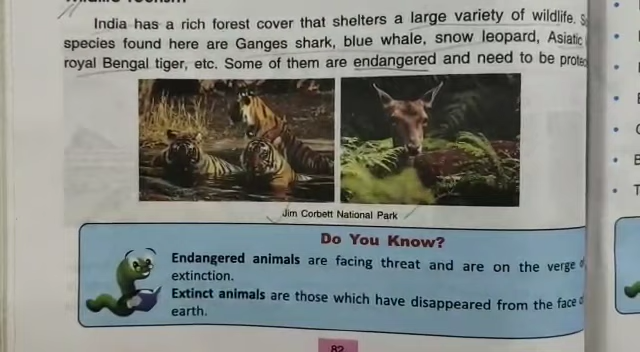 India has a rich forest cover that shelters a large variety of wildlife.
species found here are Ganges shark, blue whale, snow leopard, Asiatic
royal Bengal tiger, etc. Some of them are endangered and need to be
Jim Corbett National Park
Do You Know?
Endangered animals are facing threat and are on the verge
extinction.
Extinct animals are those which have disappeared from the face
earth.
82